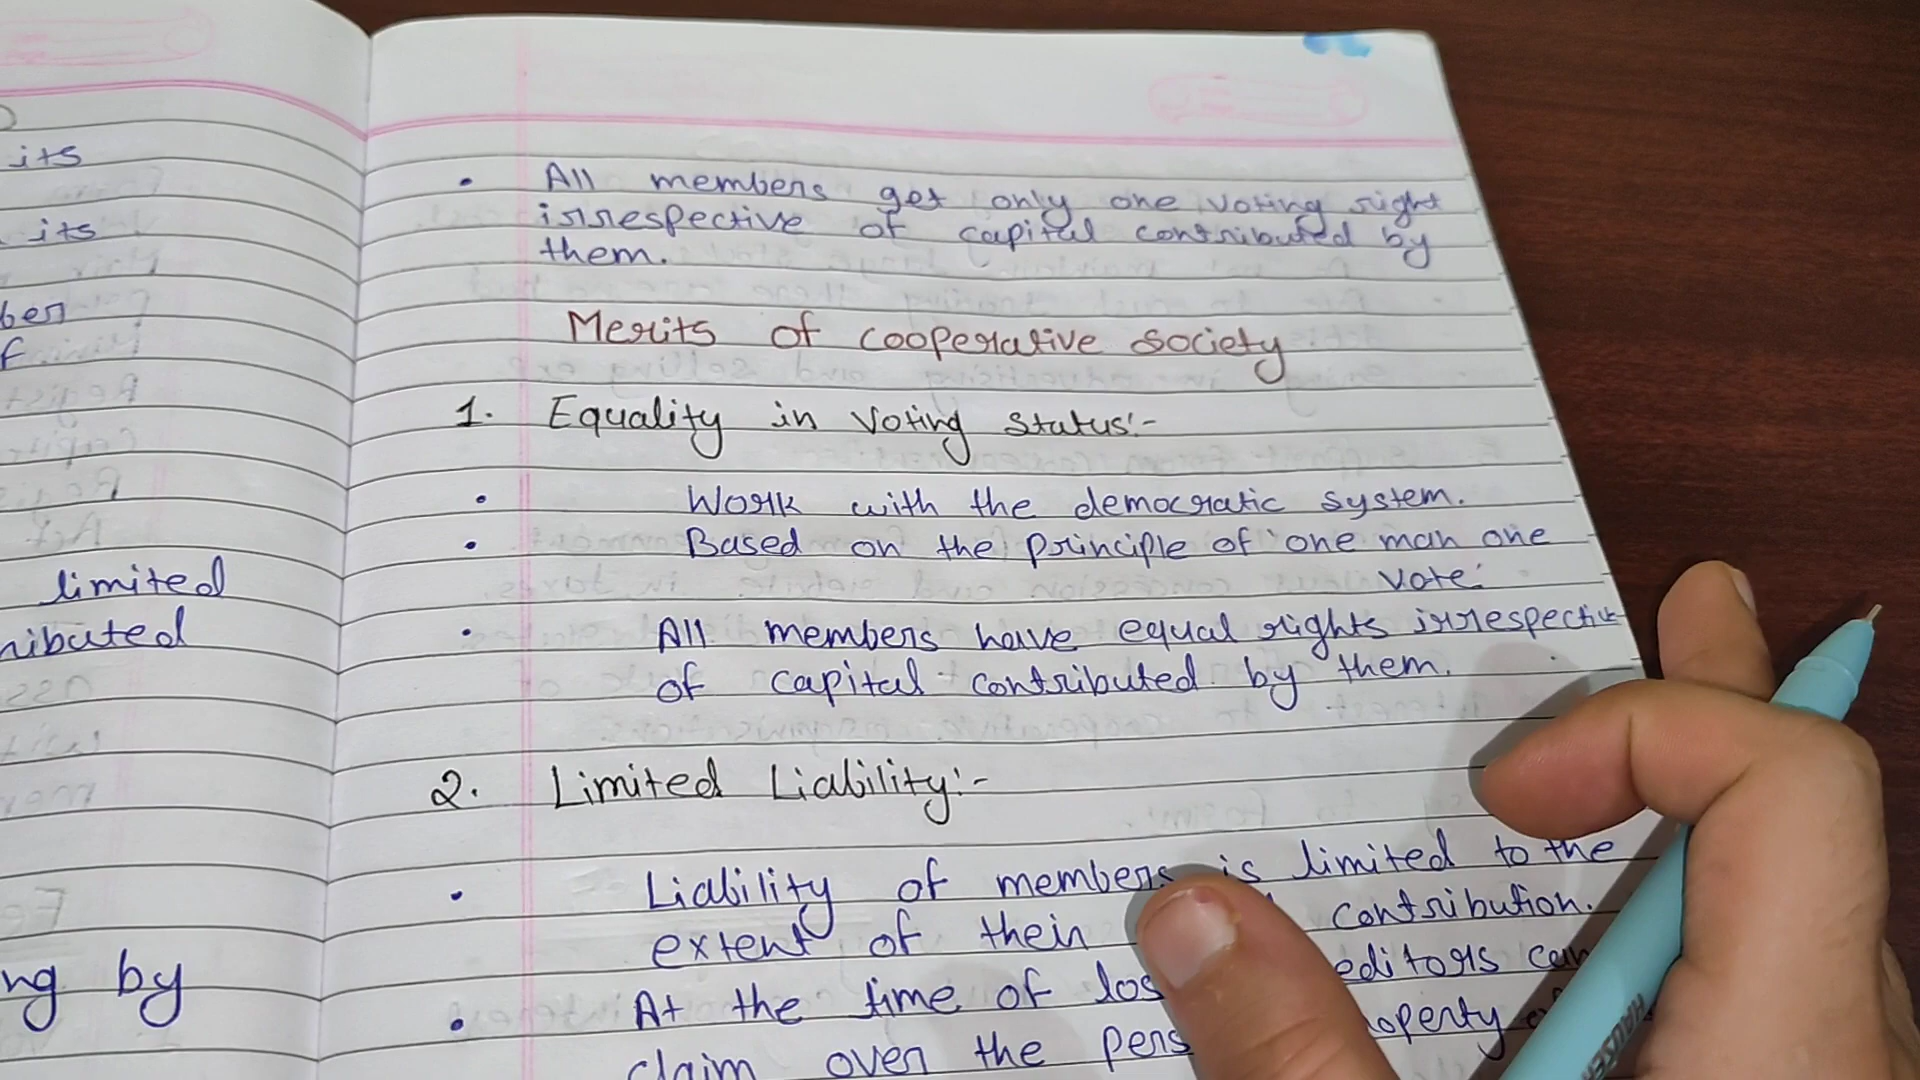 its
its
limited
ng by
• All members get only one voting right
irrespective of capital contributed by
them.
Merits of cooperative society
1. Equality in Voting Status:-
• Work with the democratic system.
• Based on the principle of 'one man one
vote.'
• All members have equal rights irrespective
of capital contributed by them.
2. Limited Liability:-
• Liability of members is limited to the
extent of their contribution.
• At the time of los editors can
claim over the pers operty
HAUSER